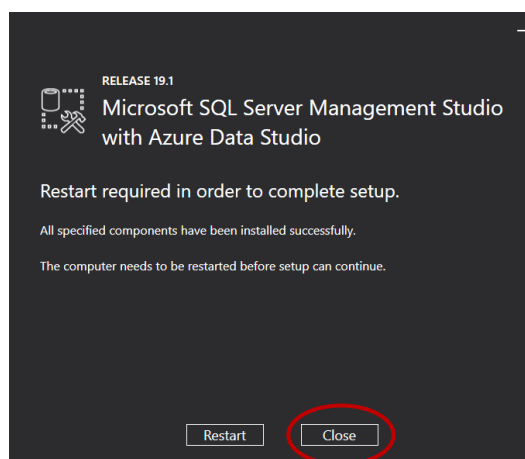 RELEASE 19.1
Microsoft SQL Server Management Studio
with Azure Data Studio
Restart required in order to complete setup.
All specified components have been installed successfully.
The computer needs to be restarted before setup can continue.
Restart Close